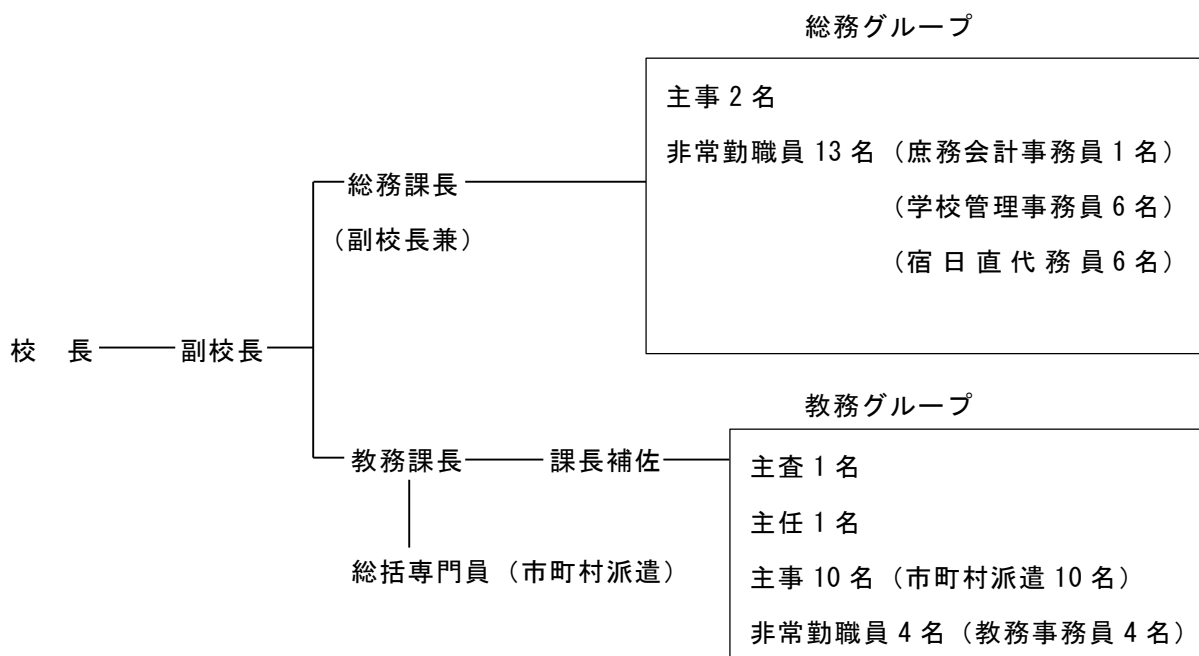 総務グループ
主事 2 名
非常勤職員 13 名（庶務会計事務員 1 名）
（学校管理事務員 6 名）
（宿日直代務員 6 名）
総務課長
（副校長兼）
校　長
副校長
教務グループ
教務課長
課長補佐
総括専門員（市町村派遣）
主査 1 名
主任 1 名
主事 10 名（市町村派遣 10 名）
非常勤職員 4 名（教務事務員 4 名）